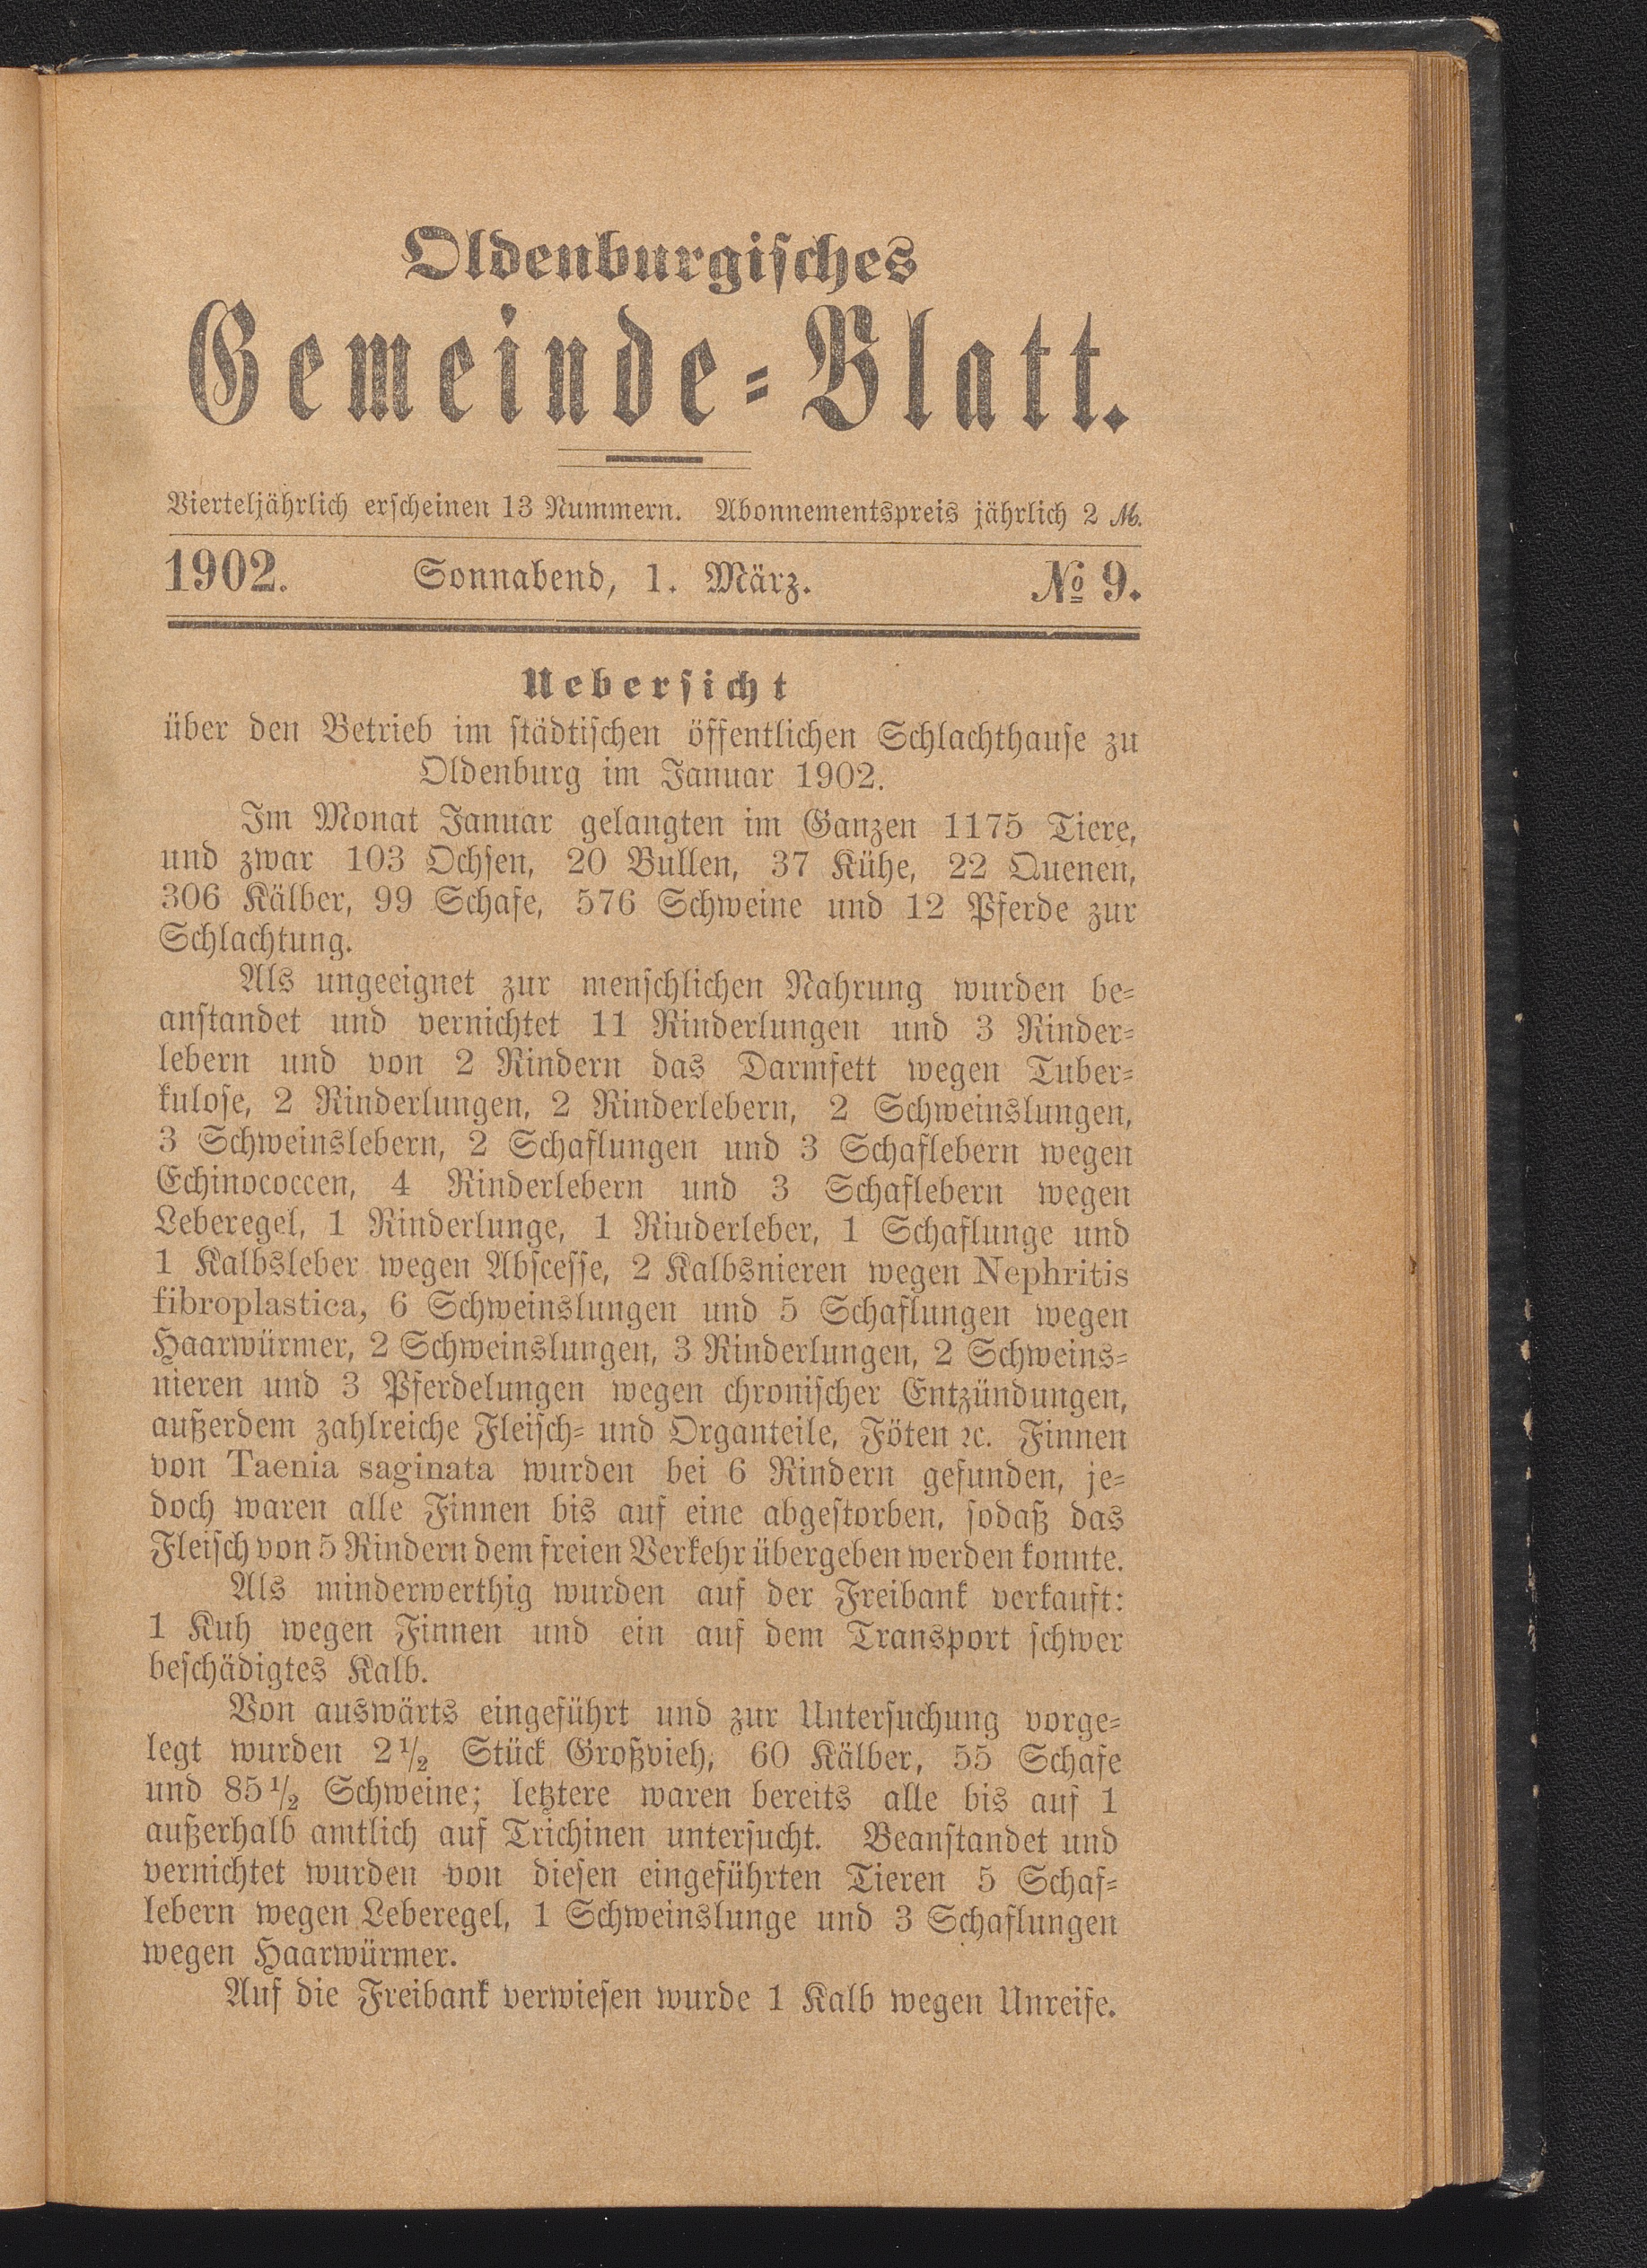 Oldenburgisches
Gemeinde-Blatt.
Vierteljährlich erscheinen 13 Nummern. Abonnementspreis jährlich 2 ℳ.
1902. Sonnabend, 1. März. № 9.
Uebersicht
über den Betrieb im städtischen öffentlichen Schlachthause zu
Oldenburg im Januar 1902.
Im Monat Januar gelangten im Ganzen 1175 Tiere,
und zwar 103 Ochsen, 20 Bullen, 37 Kühe, 22 Quenen,
306 Kälber, 99 Schafe, 576 Schweine und 12 Pferde zur
Schlachtung.
Als ungeeignet zur menschlichen Nahrung wurden be-
anstandet und vernichtet 11 Rinderlungen und 3 Rinder-
lebern und von 2 Rindern das Darmfett wegen Tuber-
kulose, 2 Rinderlungen, 2 Rinderlebern, 2 Schweinslungen,
3 Schweinslebern, 2 Schaflungen und 3 Schaflebern wegen
Echinococcen, 4 Rinderlebern und 3 Schaflebern wegen
Leberegel, 1 Rinderlunge, 1 Riuderleber, 1 Schaflunge und
1 Kalbsleber wegen Abscesse, 2 Kalbsnieren wegen Nephritis
fibroplastica, 6 Schweinslungen und 5 Schaflungen wegen
Haarwürmer, 2 Schweinslungen, 3 Rinderlungen, 2 Schweins-
nieren und 3 Pferdelungen wegen chronischer Entzündungen,
außerdem zahlreiche Fleisch- und Organteile, Föten ꝛc. Finnen
von Taenia saginata wurden bei 6 Rindern gefunden, je-
doch waren alle Finnen bis auf eine abgestorben, sodaß das
Fleisch von 5 Rindern dem freien Verkehr übergeben werden konnte.
Als minderwerthig wurden auf der Freibank verkauft:
1 Kuh wegen Finnen und ein auf dem Transport schwer
beschädigtes Kalb.
Von auswärts eingeführt und zur Untersuchung vorge-
legt wurden 2½ Stück Großvieh, 60 Kälber, 55 Schafe
und 85½ Schweine; letztere waren bereits alle bis auf 1
außerhalb amtlich auf Trichinen untersucht. Beanstandet und
vernichtet wurden von diesen eingeführten Tieren 5 Schaf-
lebern wegen Leberegel, 1 Schweinslunge und 3 Schaflungen
wegen Haarwürmer.
Auf die Freibank verwiesen wurde 1 Kalb wegen Unreife.